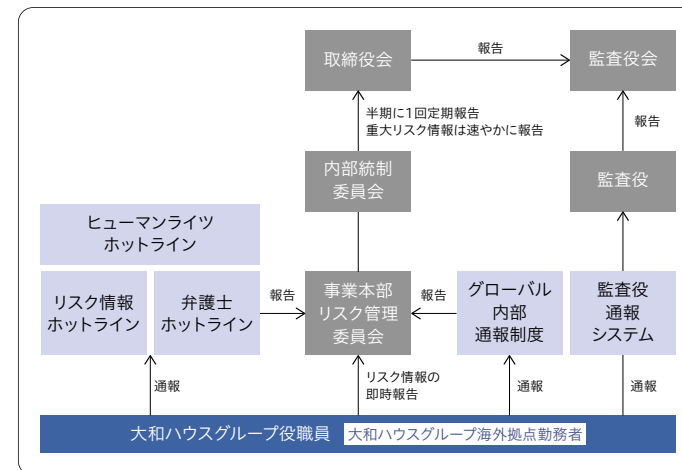 取締役会
報告
監査役会
半期に1回定期報告
重大リスク情報は速やかに報告
報告
内部統制
委員会
監査役
ヒューマンライツ
ホットライン
リスク情報
ホットライン
弁護士
ホットライン
報告
事業本部
リスク管理
委員会
報告
グローバル
内部
通報制度
監査役
通報
システム
通報
リスク情報の
即時報告
通報
通報
大和ハウスグループ役職員
大和ハウスグループ海外拠点勤務者